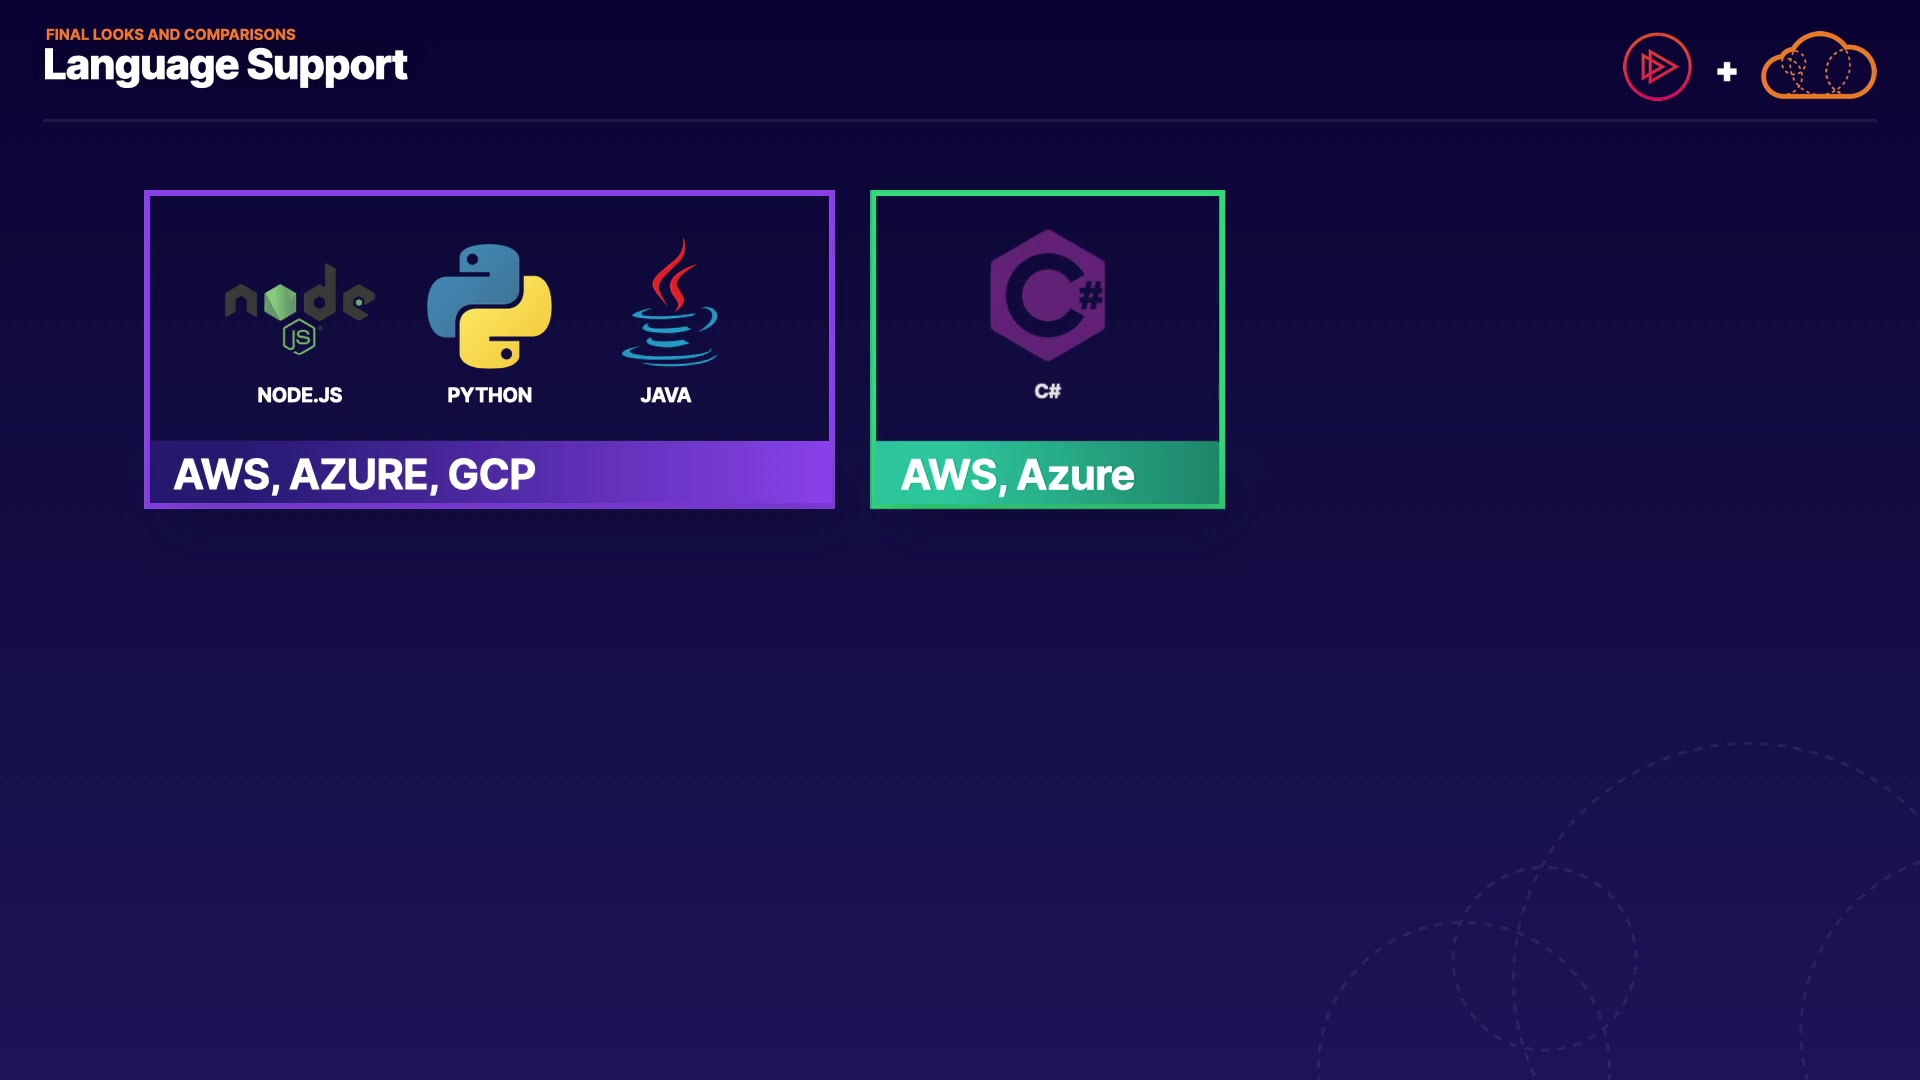 FINAL LOOKS AND COMPARISONS
Language Support
node
JS
NODE.JS
PYTHON
JAVA
AWS, AZURE, GCP
C#
C#
AWS, Azure